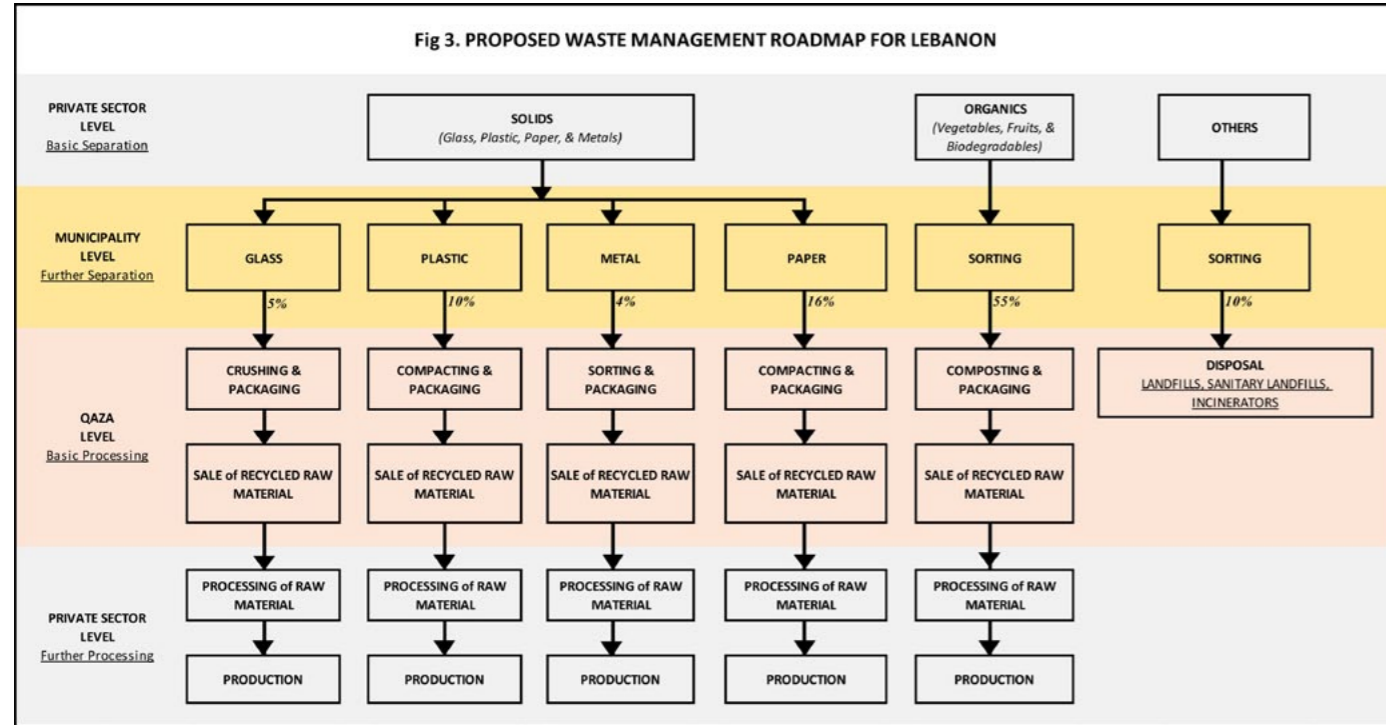 Fig 3. PROPOSED WASTE MANAGEMENT ROADMAP FOR LEBANON
PRIVATE SECTOR
LEVEL
Basic Separation
SOLIDS
(Glass, Plastic, Paper, & Metals)
ORGANICS
(Vegetables, Fruits, &
Biodegradables)
OTHERS
MUNICIPALITY
LEVEL
Further Separation
GLASS
PLASTIC
METAL
PAPER
SORTING
SORTING
5%
10%
4%
16%
55%
10%
QAZA
LEVEL
Basic Processing
CRUSHING &
PACKAGING
COMPACTING &
PACKAGING
SORTING &
PACKAGING
COMPACTING &
PACKAGING
COMPOSTING &
PACKAGING
DISPOSAL
LANDFILLS, SANITARY LANDFILLS,
INCINERATORS
SALE of RECYCLED RAW
MATERIAL
SALE of RECYCLED RAW
MATERIAL
SALE of RECYCLED RAW
MATERIAL
SALE of RECYCLED RAW
MATERIAL
SALE of RECYCLED RAW
MATERIAL
PRIVATE SECTOR
LEVEL
Further Processing
PROCESSING of RAW
MATERIAL
PROCESSING of RAW
MATERIAL
PROCESSING of RAW
MATERIAL
PROCESSING of RAW
MATERIAL
PROCESSING of RAW
MATERIAL
PRODUCTION
PRODUCTION
PRODUCTION
PRODUCTION
PRODUCTION